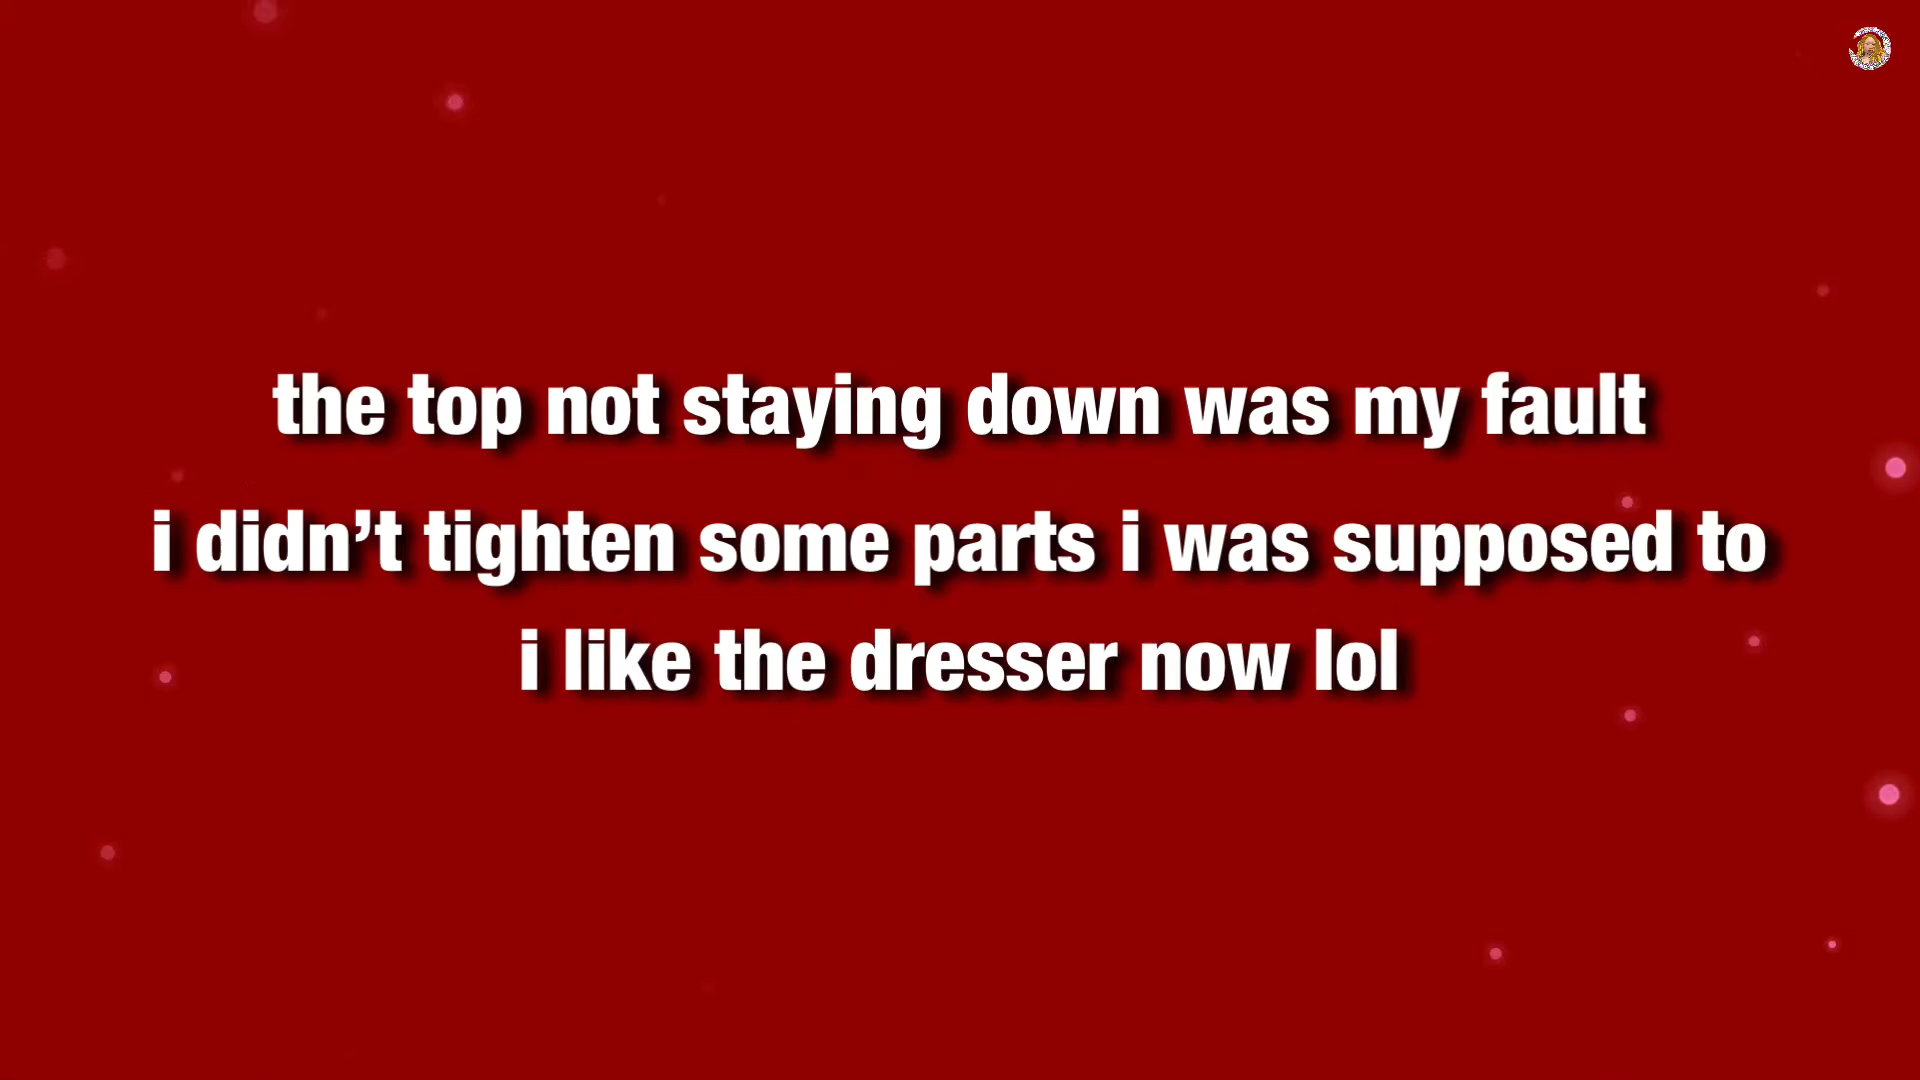 the top not staying down was my fault
i didn’t tighten some parts i was supposed to
i like the dresser now lol